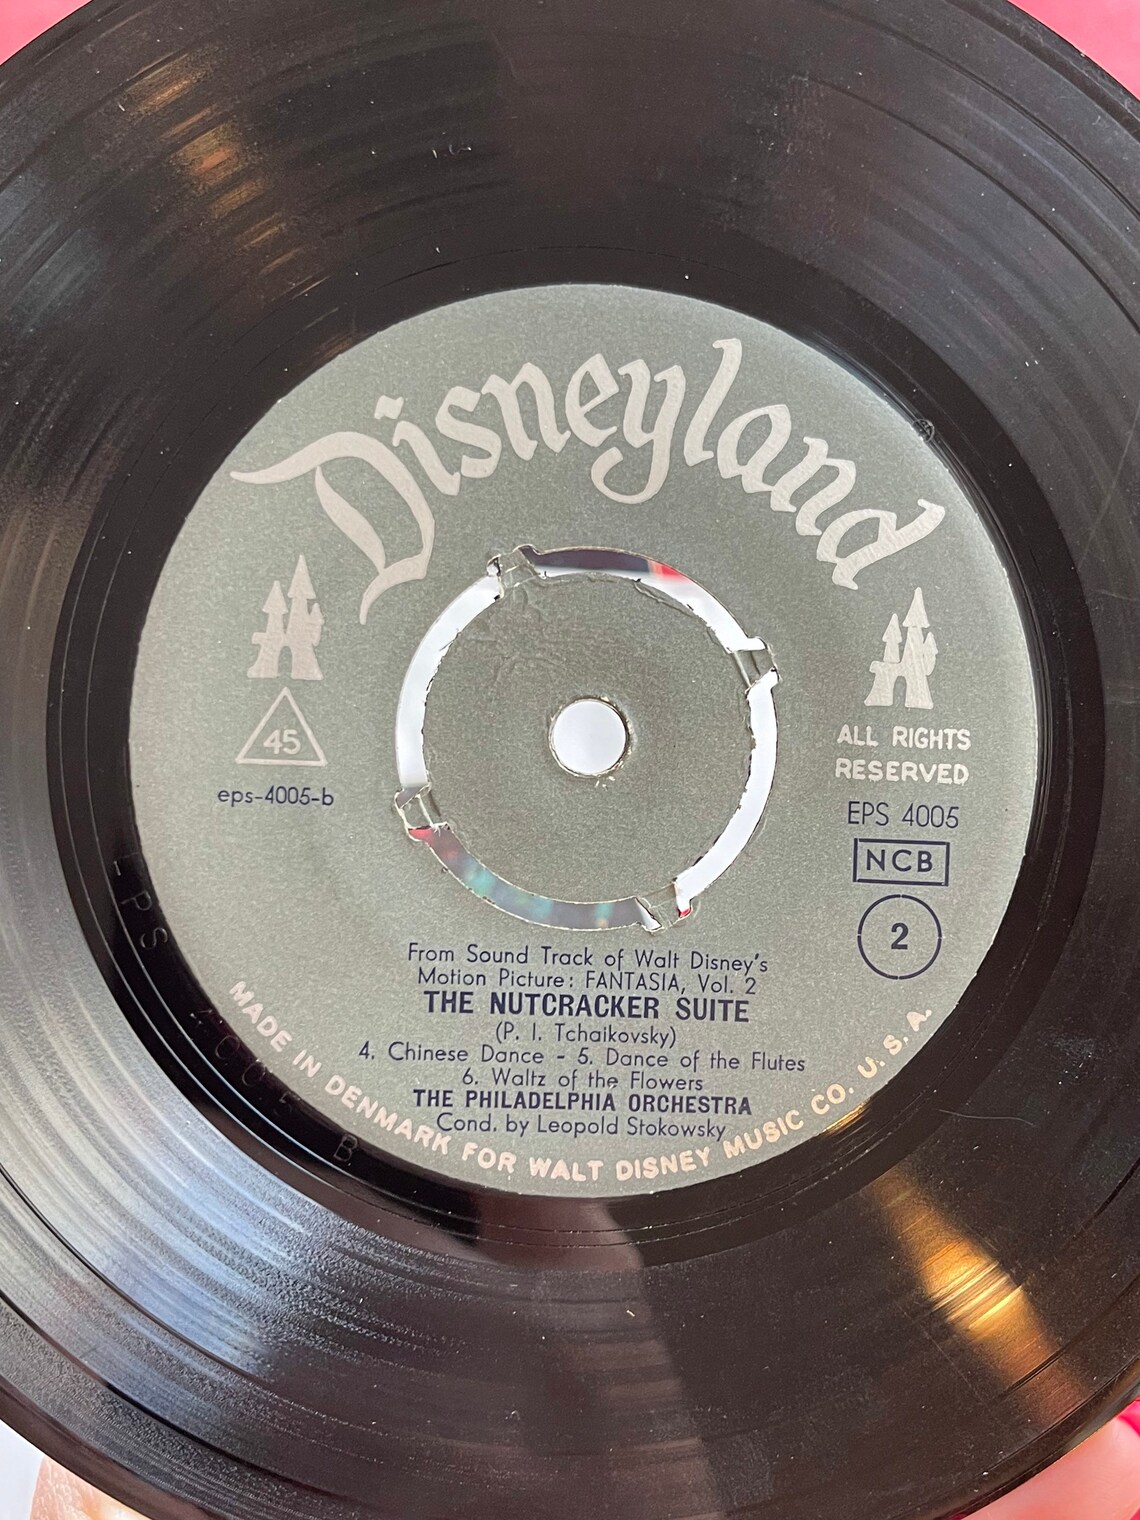 Disneyland
45
eps-4005-b
ALL RIGHTS
RESERVED
EPS 4005
NCB
2
From Sound Track of Walt Disney's
Motion Picture: FANTASIA, Vol. 2
THE NUTCRACKER SUITE
(P. I. Tchaikovsky)
4. Chinese Dance - 5. Dance of the Flutes
6. Waltz of the Flowers
THE PHILADELPHIA ORCHESTRA
Cond. by Leopold Stokowsky
MADE IN DENMARK FOR WALT DISNEY MUSIC CO. U. S. A.
EPS 4005 B